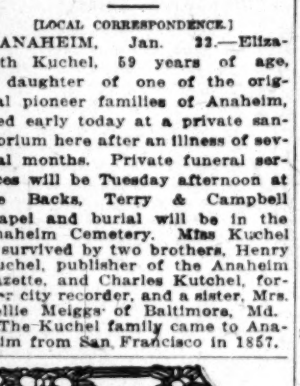 [LOCAL CORRESPONDENCE.]
ANAHEIM, Jan. 22.—Eliza-
th Kuchel, 59 years of age,
daughter of one of the orig-
al pioneer families of Anaheim,
ed early today at a private san-
orium here after an illness of sev-
al months. Private funeral ser-
ces will be Tuesday afternoon at
e Backs, Terry & Campbell
apel and burial will be in the
naheim Cemetery. Miss Kuchel
survived by two brothers, Henry
uchel, publisher of the Anaheim
azette, and Charles Kutchel, for-
er city recorder, and a sister, Mrs.
llie Meiggs of Baltimore, Md.
The Kuchel family came to Ana-
im from San Francisco in 1857.